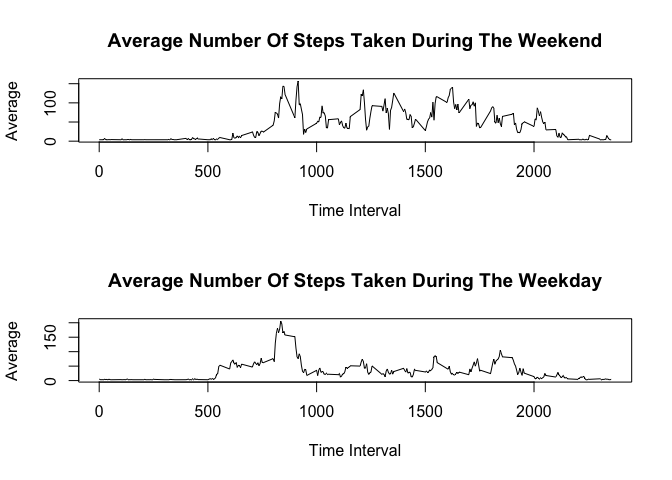 Average Number Of Steps Taken During The Weekend
Average
100
0
0 500 1000 1500 2000
Time Interval
Average Number Of Steps Taken During The Weekday
Average
150
0
0 500 1000 1500 2000
Time Interval